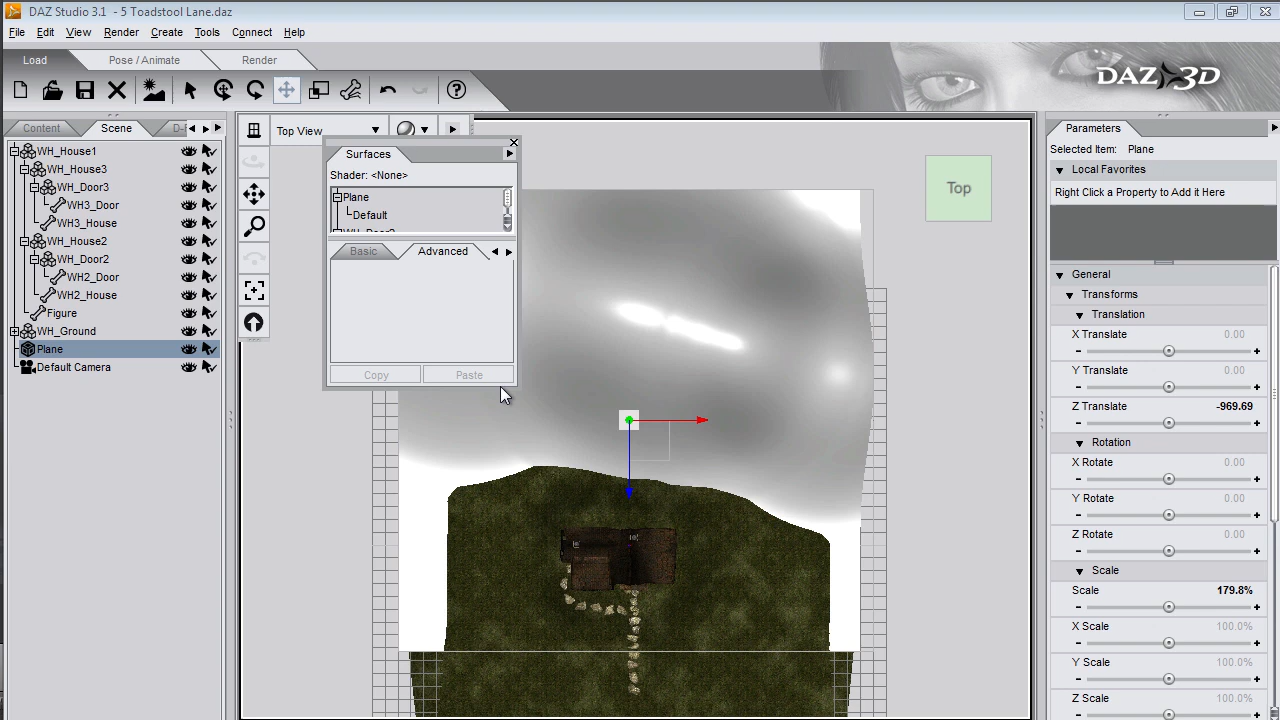 DAZ Studio 3.1 - 5 Toadstool Lane.daz
File Edit View Render Create Tools Connect Help
Load Pose / Animate Render
DAZ 3D
Content Scene
Top View
Parameters
WH_House1
WH_House3
WH_Door3
WH3_Door
WH3_House
WH_House2
WH_Door2
WH2_Door
WH2_House
Figure
WH_Ground
Plane
Default Camera
Surfaces
Shader: <None>
Plane
Default
Basic Advanced
Copy Paste
Top
Selected Item: Plane
Local Favorites
Right Click a Property to Add it Here
General
Transforms
Translation
X Translate 0.00
Y Translate 0.00
Z Translate -969.69
Rotation
X Rotate 0.00
Y Rotate 0.00
Z Rotate 0.00
Scale
Scale 179.8%
X Scale 100.0%
Y Scale 100.0%
Z Scale 100.0%